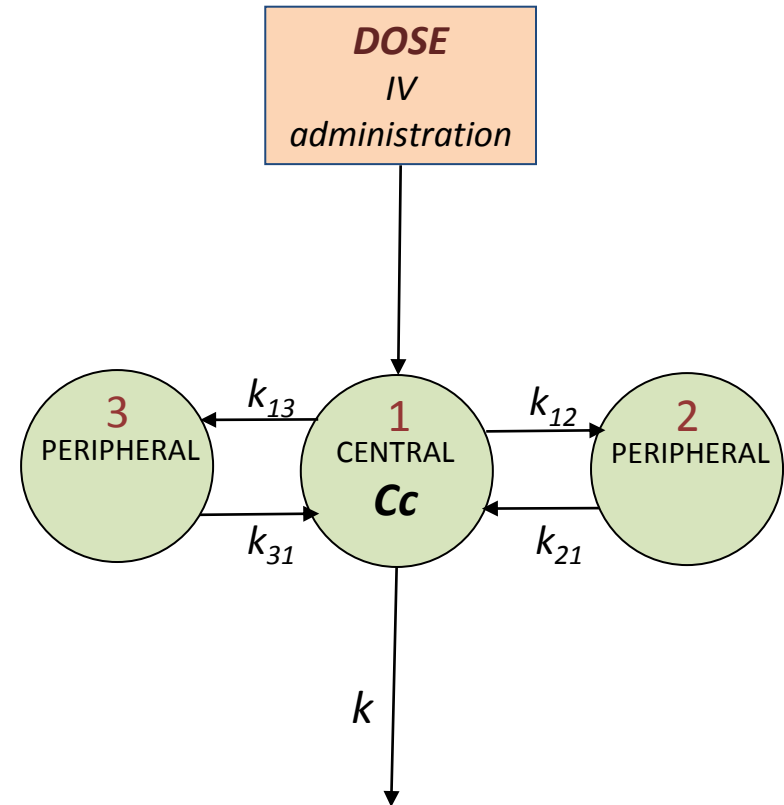 DOSE
IV
administration
3
PERIPHERAL
k13
k31
1
CENTRAL
Cc
k12
k21
2
PERIPHERAL
k